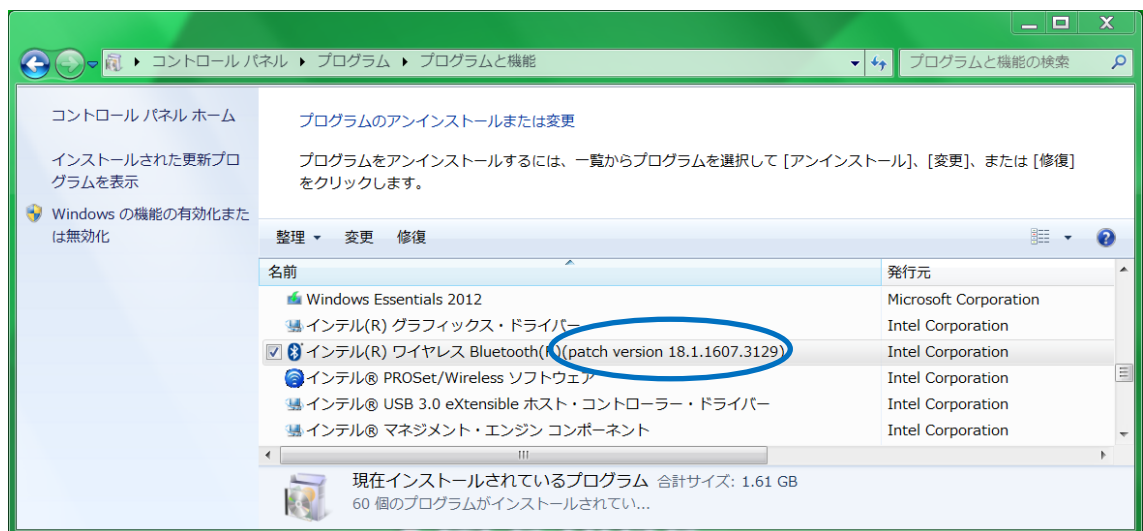 コントロール パネル ▸ プログラム ▸ プログラムと機能
プログラムと機能の検索
コントロール パネル ホーム
インストールされた更新プロ
グラムを表示
Windows の機能の有効化また
は無効化
プログラムのアンインストールまたは変更
プログラムをアンインストールするには、一覧からプログラムを選択して [アンインストール]、[変更]、または [修復]
をクリックします。
整理 変更 修復
名前 発行元
Windows Essentials 2012 Microsoft Corporation
インテル(R) グラフィックス・ドライバー Intel Corporation
インテル(R) ワイヤレス Bluetooth(R)(patch version 18.1.1607.3129) Intel Corporation
インテル® PROSet/Wireless ソフトウェア Intel Corporation
インテル® USB 3.0 eXtensible ホスト・コントローラー・ドライバー Intel Corporation
インテル® マネジメント・エンジン コンポーネント Intel Corporation
現在インストールされているプログラム 合計サイズ: 1.61 GB
60 個のプログラムがインストールされてい...